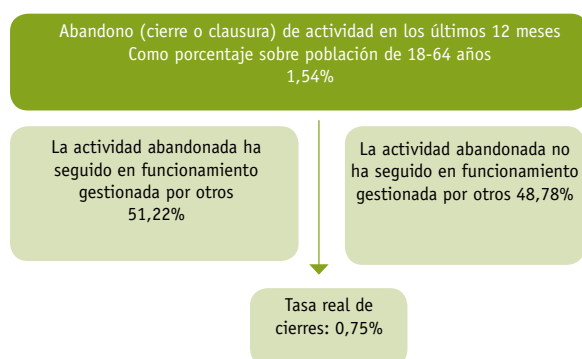 Abandono (cierre o clausura) de actividad en los últimos 12 meses
Como porcentaje sobre población de 18-64 años
1,54%
La actividad abandonada ha
seguido en funcionamiento
gestionada por otros
51,22%
La actividad abandonada no
ha seguido en funcionamiento
gestionada por otros 48,78%
Tasa real de
cierres: 0,75%